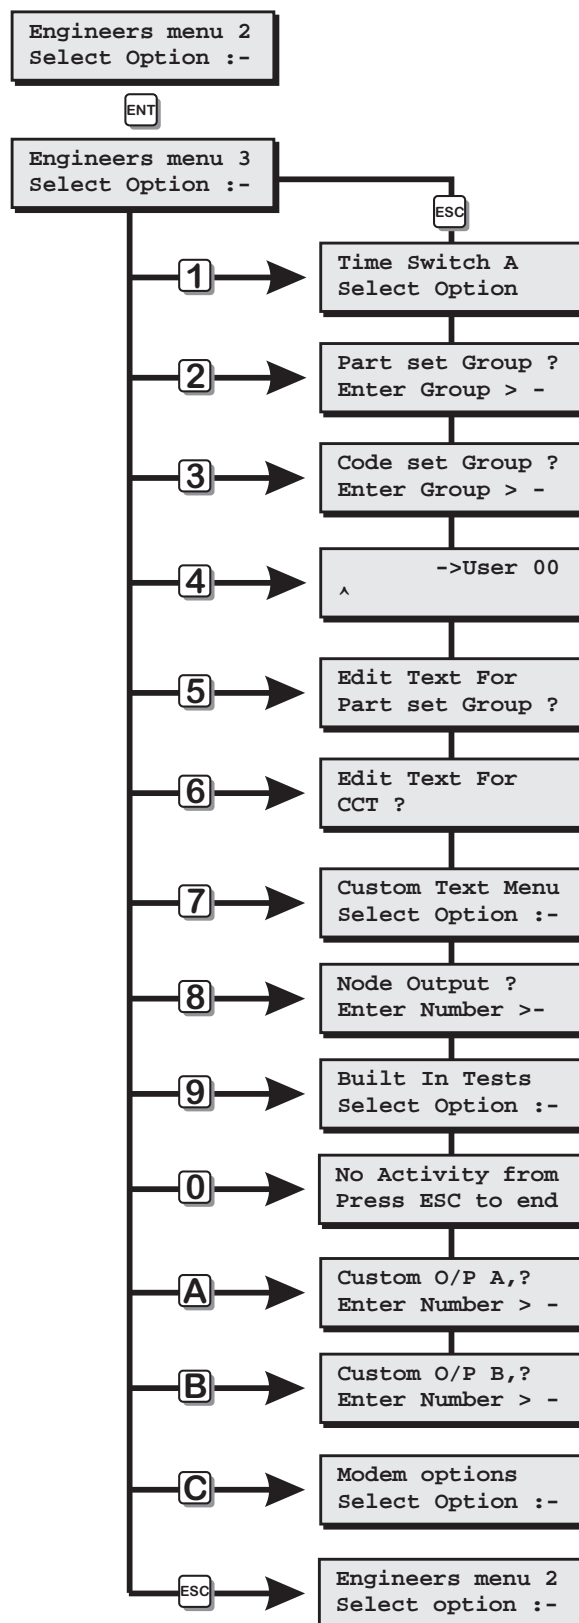 Engineers menu 2
Select Option :-
ENT
Engineers menu 3
Select Option :-
ESC
1
Time Switch A
Select Option
2
Part set Group ?
Enter Group > -
3
Code set Group ?
Enter Group > -
4
->User 00
^
5
Edit Text For
Part set Group ?
6
Edit Text For
CCT ?
7
Custom Text Menu
Select Option :-
8
Node Output ?
Enter Number >-
9
Built In Tests
Select Option :-
0
No Activity from
Press ESC to end
A
Custom O/P A,?
Enter Number > -
B
Custom O/P B,?
Enter Number > -
C
Modem options
Select Option :-
ESC
Engineers menu 2
Select option :-